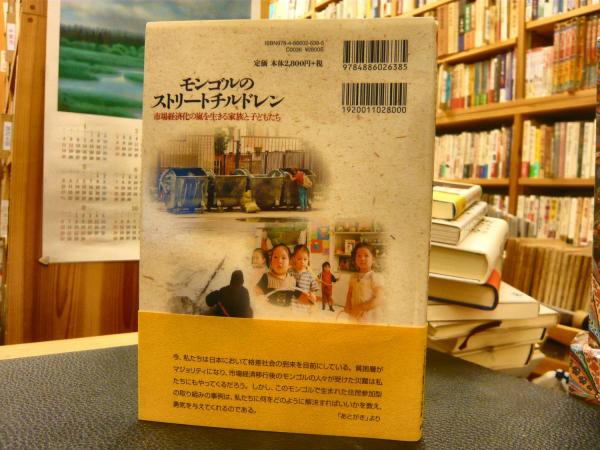 ISBN978-4-88602-638-5
C0036 ¥2800E
定価 本体2,800円+税
9784886026385
1920011028000
モンゴルの
ストリートチルドレン
市場経済化の嵐を生きる家族と子どもたち
今、私たちは日本において格差社会の到来を目前にしている。貧困層が
マジョリティになり、市場経済移行後のモンゴルの人々が受けた災難は私
たちにもやってくるだろう。しかし、このモンゴルで生まれた住民参加型
の取り組みの事例は、私たちに何をどのように解決すればいいかを教え、
勇気を与えてくれるのである。
「あとがき」より